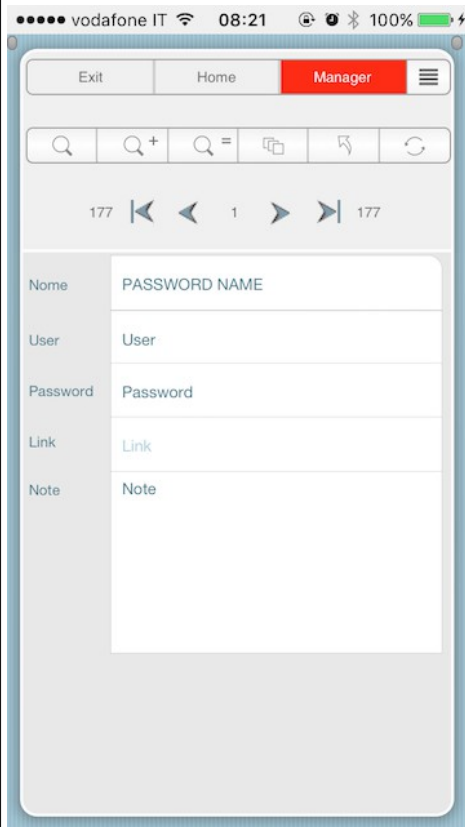 vodafone IT 08:21 100%
Exit Home Manager
+ =
177 1 177
Nome PASSWORD NAME
User User
Password Password
Link Link
Note Note